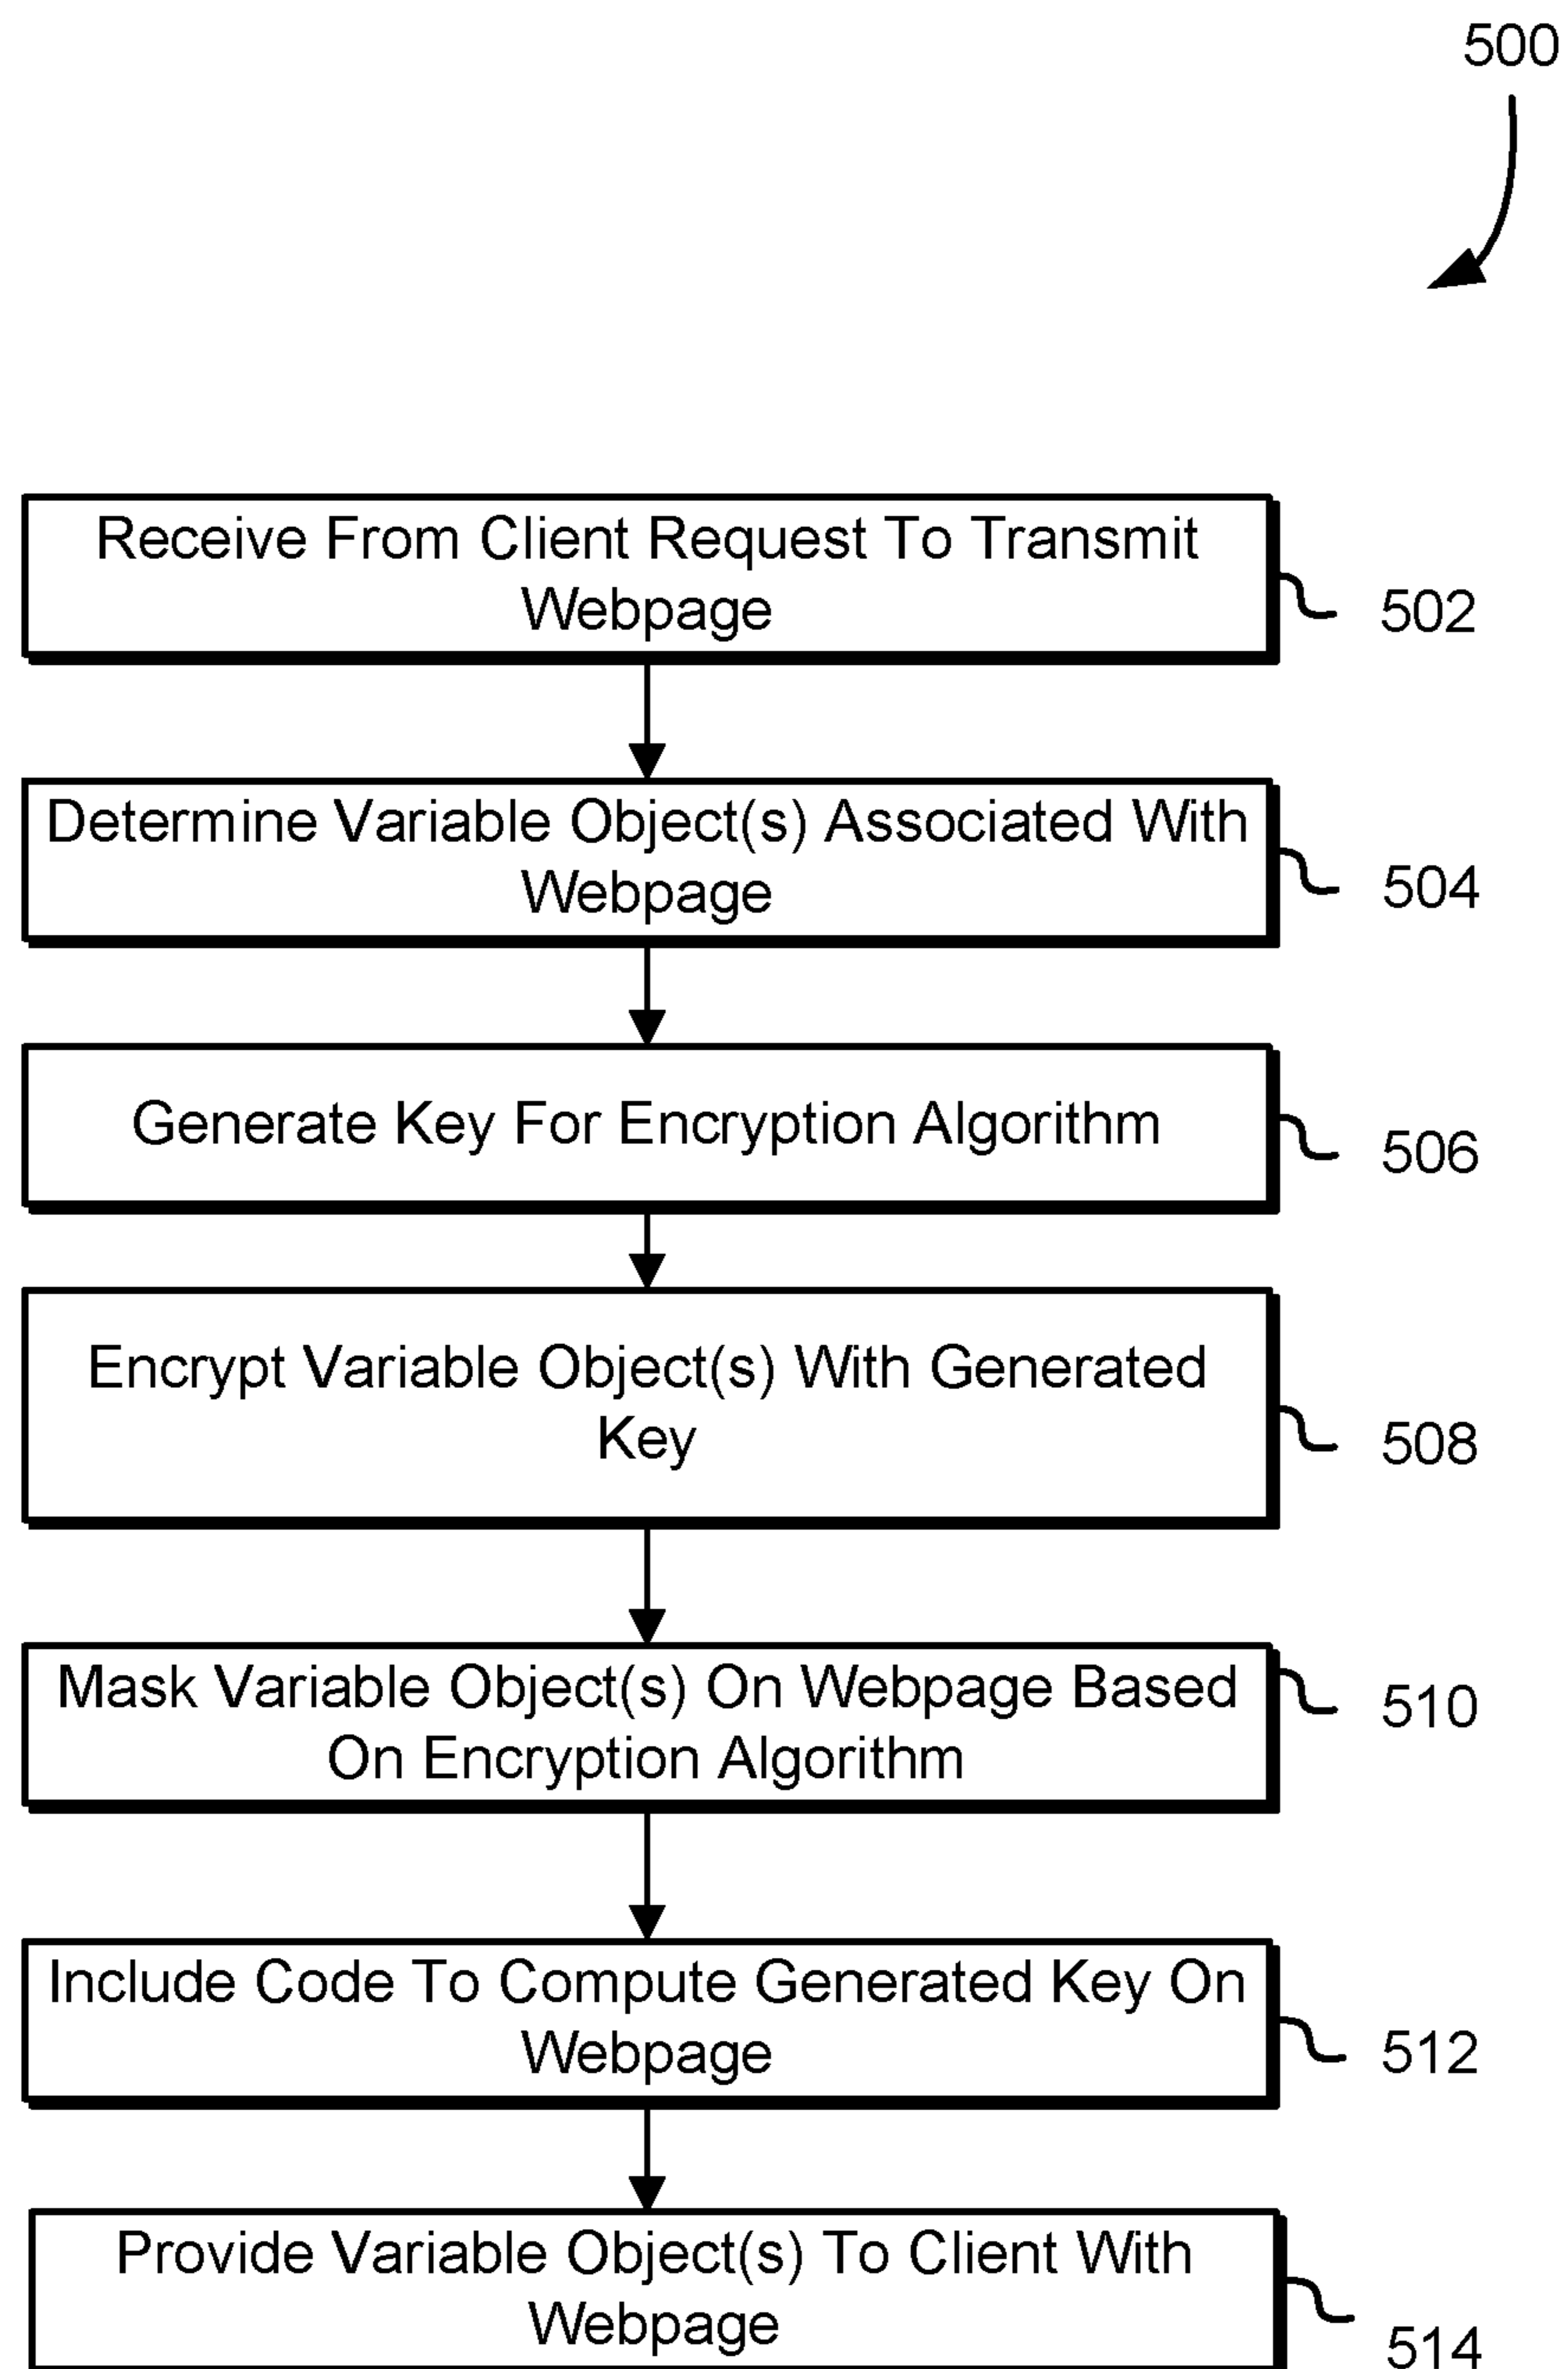 500
Receive From Client Request To Transmit
Webpage
502
Determine Variable Object(s) Associated With
Webpage
504
Generate Key For Encryption Algorithm
506
Encrypt Variable Object(s) With Generated
Key
508
Mask Variable Object(s) On Webpage Based
On Encryption Algorithm
510
Include Code To Compute Generated Key On
Webpage
512
Provide Variable Object(s) To Client With
Webpage
514